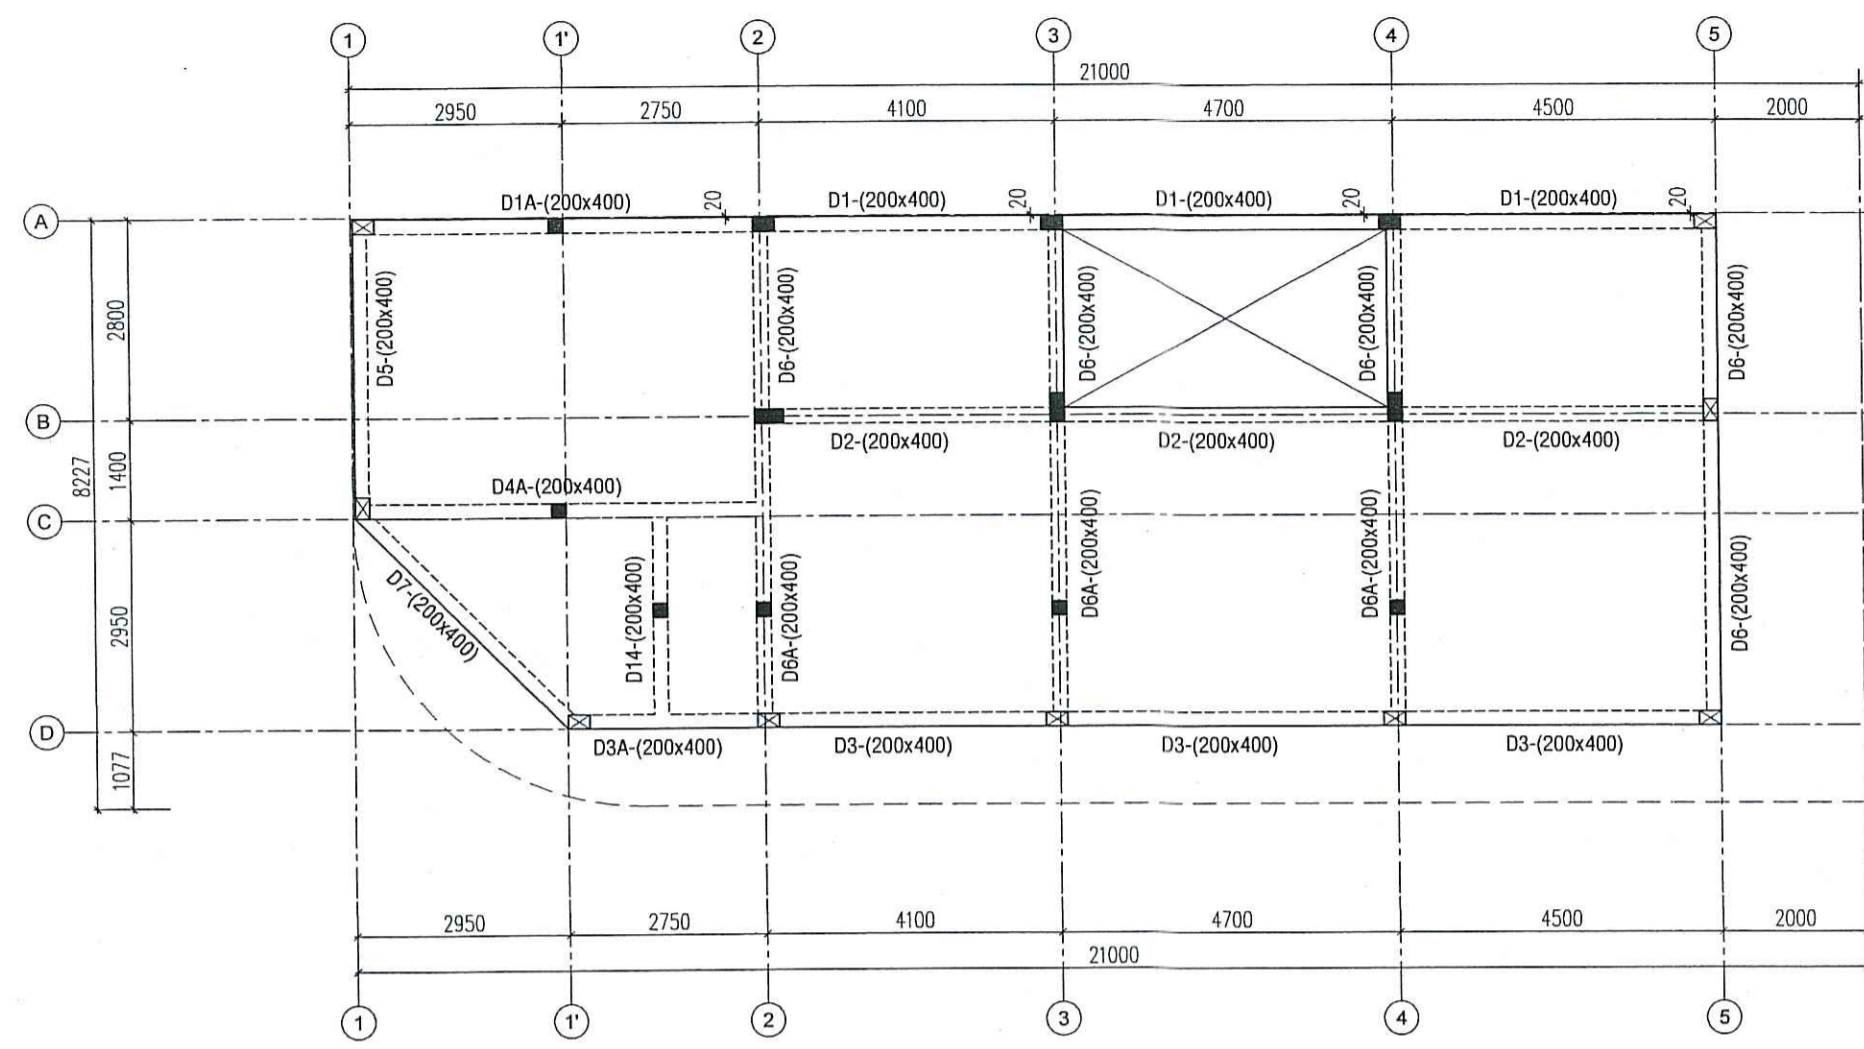 1 1' 2 3 4 5
21000
2950 2750 4100 4700 4500 2000
D1A-(200x400) 20 D1-(200x400) 20 D1-(200x400) 20 D1-(200x400) 20
A
D5-(200x400) D6-(200x400) D6-(200x400) D6-(200x400) D6-(200x400)
2800
B
D2-(200x400) D2-(200x400) D2-(200x400)
8227 1400
D4A-(200x400)
C
D7-(200x400) D14-(200x400) D6A-(200x400) D6A-(200x400) D6A-(200x400) D6-(200x400)
2950
D
D3A-(200x400) D3-(200x400) D3-(200x400) D3-(200x400)
1077
2950 2750 4100 4700 4500 2000
21000
1 1' 2 3 4 5